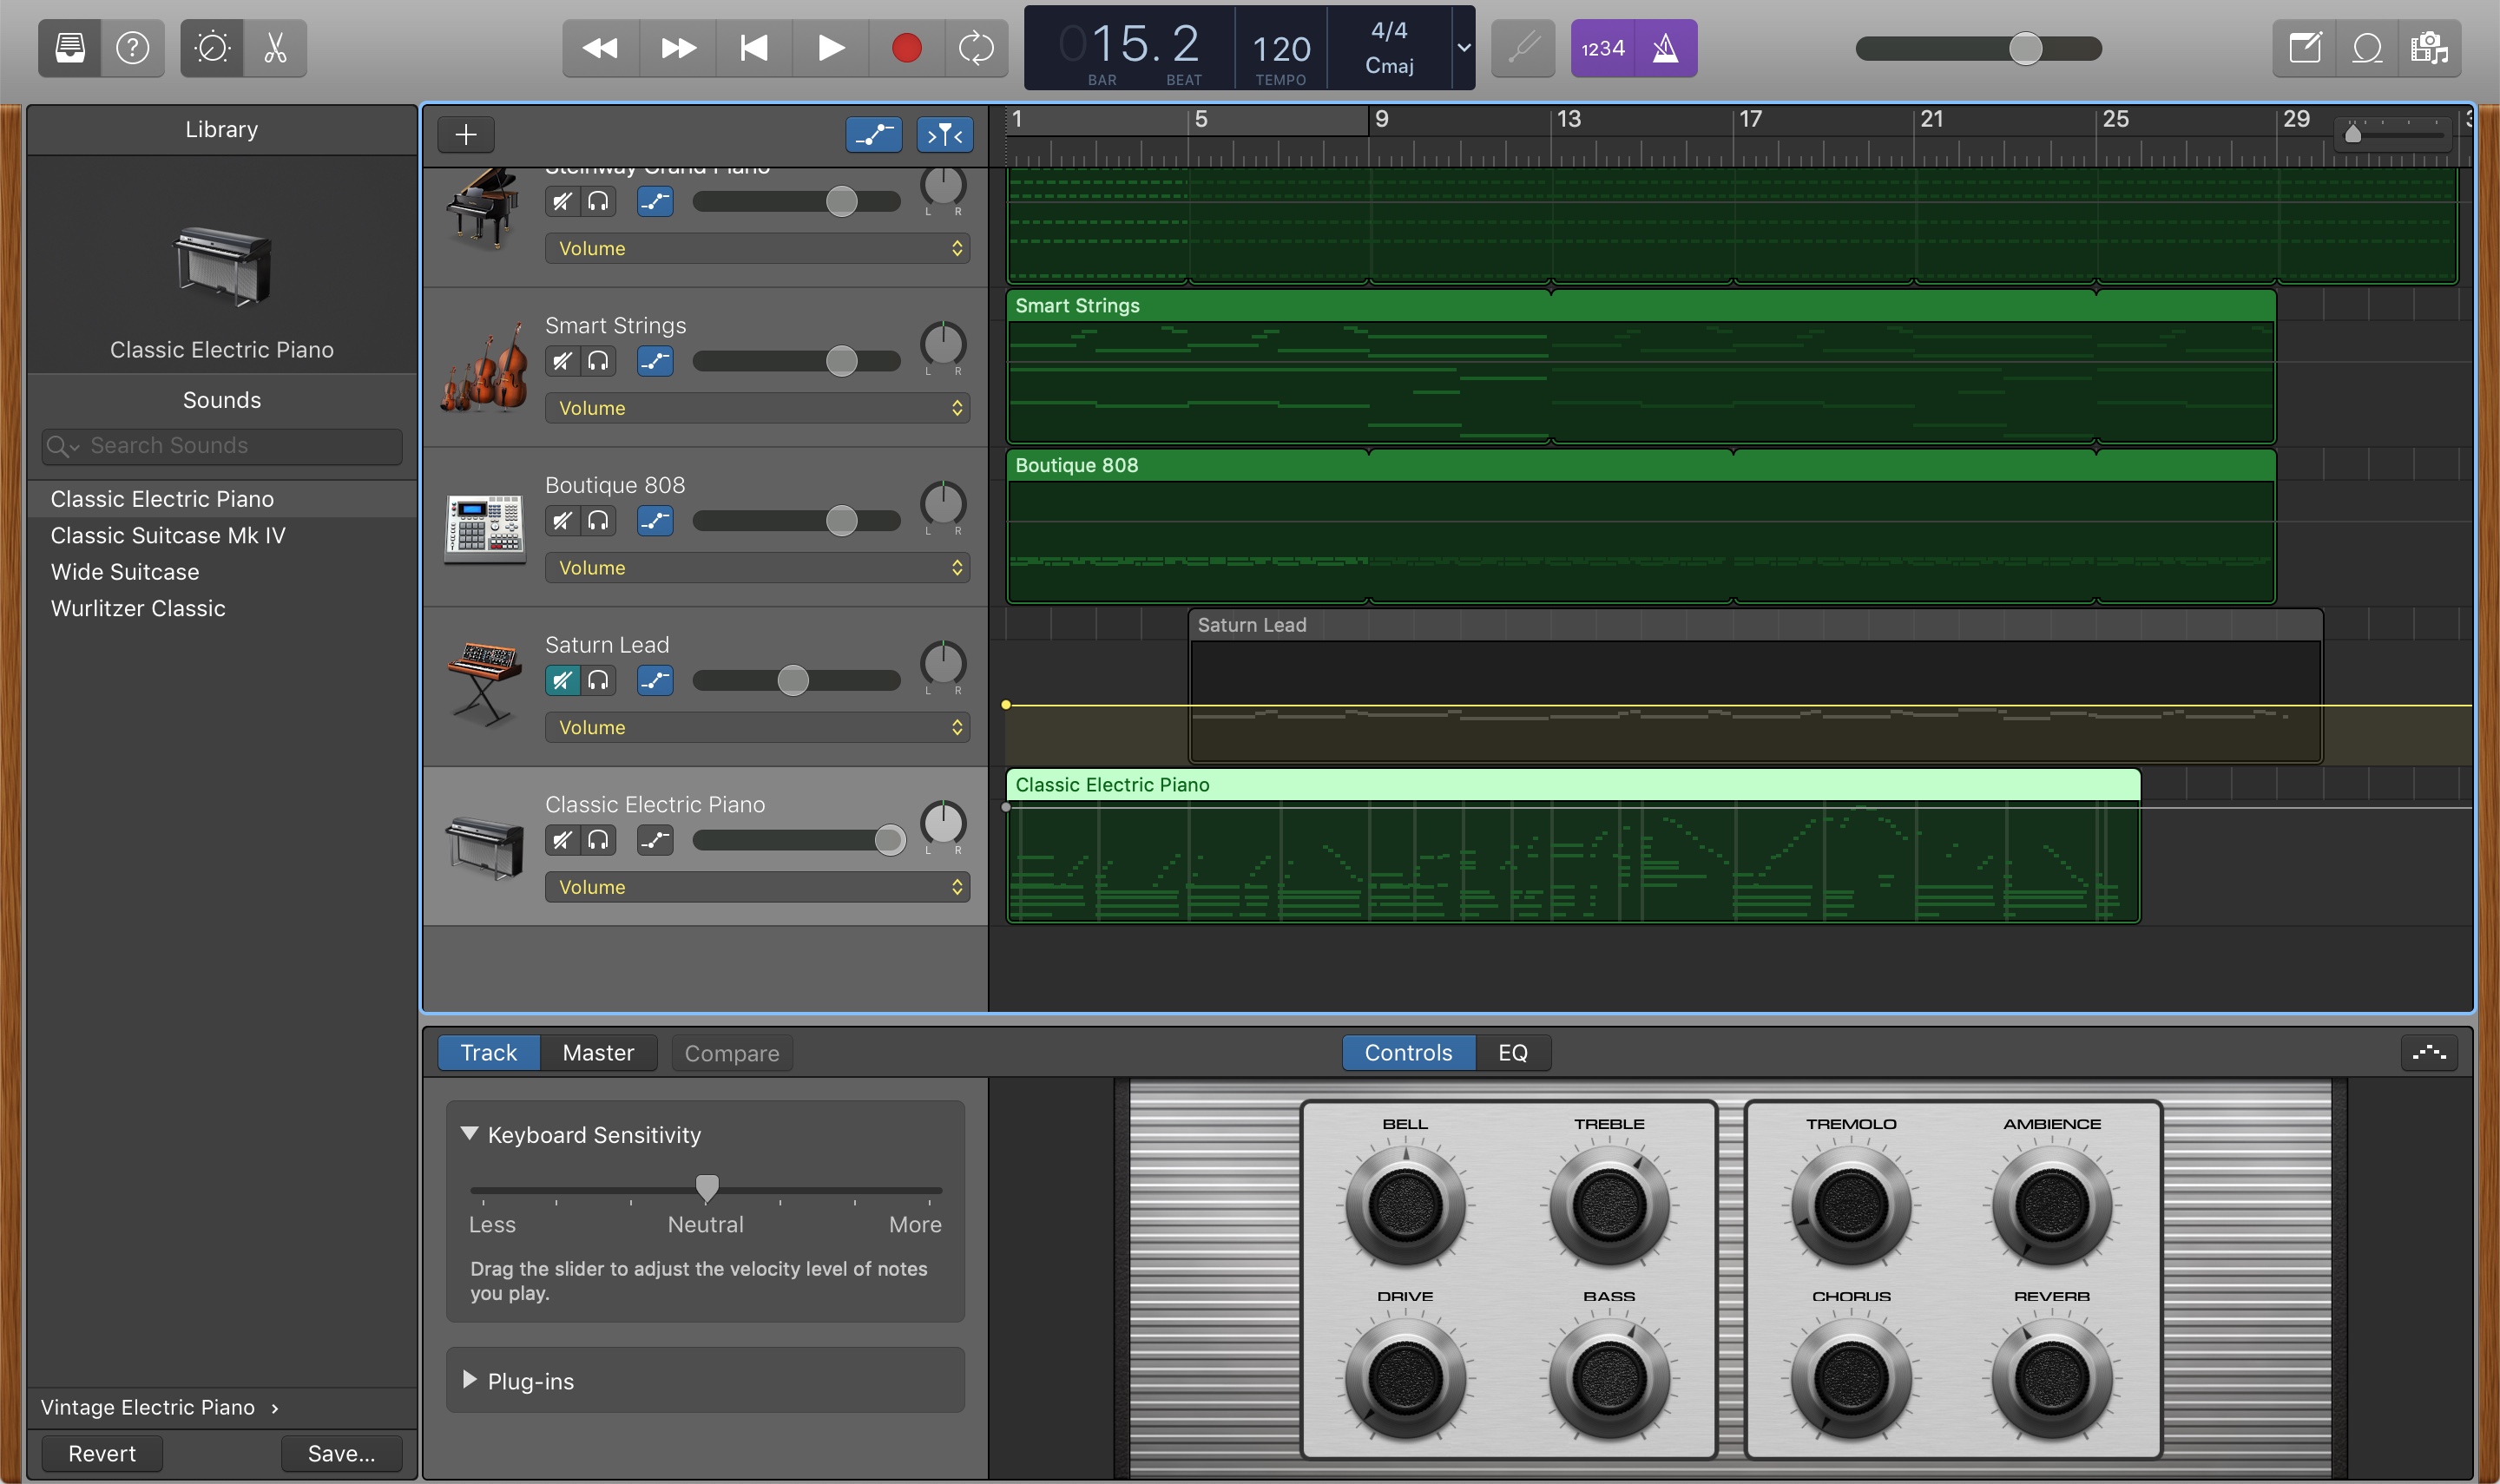 015.2
BAR
BEAT
120
TEMPO
4/4
Cmaj
1234
Library
Classic Electric Piano
Sounds
Search Sounds
Classic Electric Piano
Classic Suitcase Mk IV
Wide Suitcase
Wurlitzer Classic
Vintage Electric Piano
Revert
Save...
1
5
9
13
17
21
25
29
Steinway Grand Piano
L R
Volume
Smart Strings
L R
Volume
Smart Strings
Boutique 808
L R
Volume
Boutique 808
Saturn Lead
L R
Volume
Saturn Lead
Classic Electric Piano
L R
Volume
Classic Electric Piano
Track
Master
Compare
Controls
EQ
Keyboard Sensitivity
Less
Neutral
More
Drag the slider to adjust the velocity level of notes
you play.
Plug-ins
BELL
TREBLE
TREMOLO
AMBIENCE
DRIVE
BASS
CHORUS
REVERB